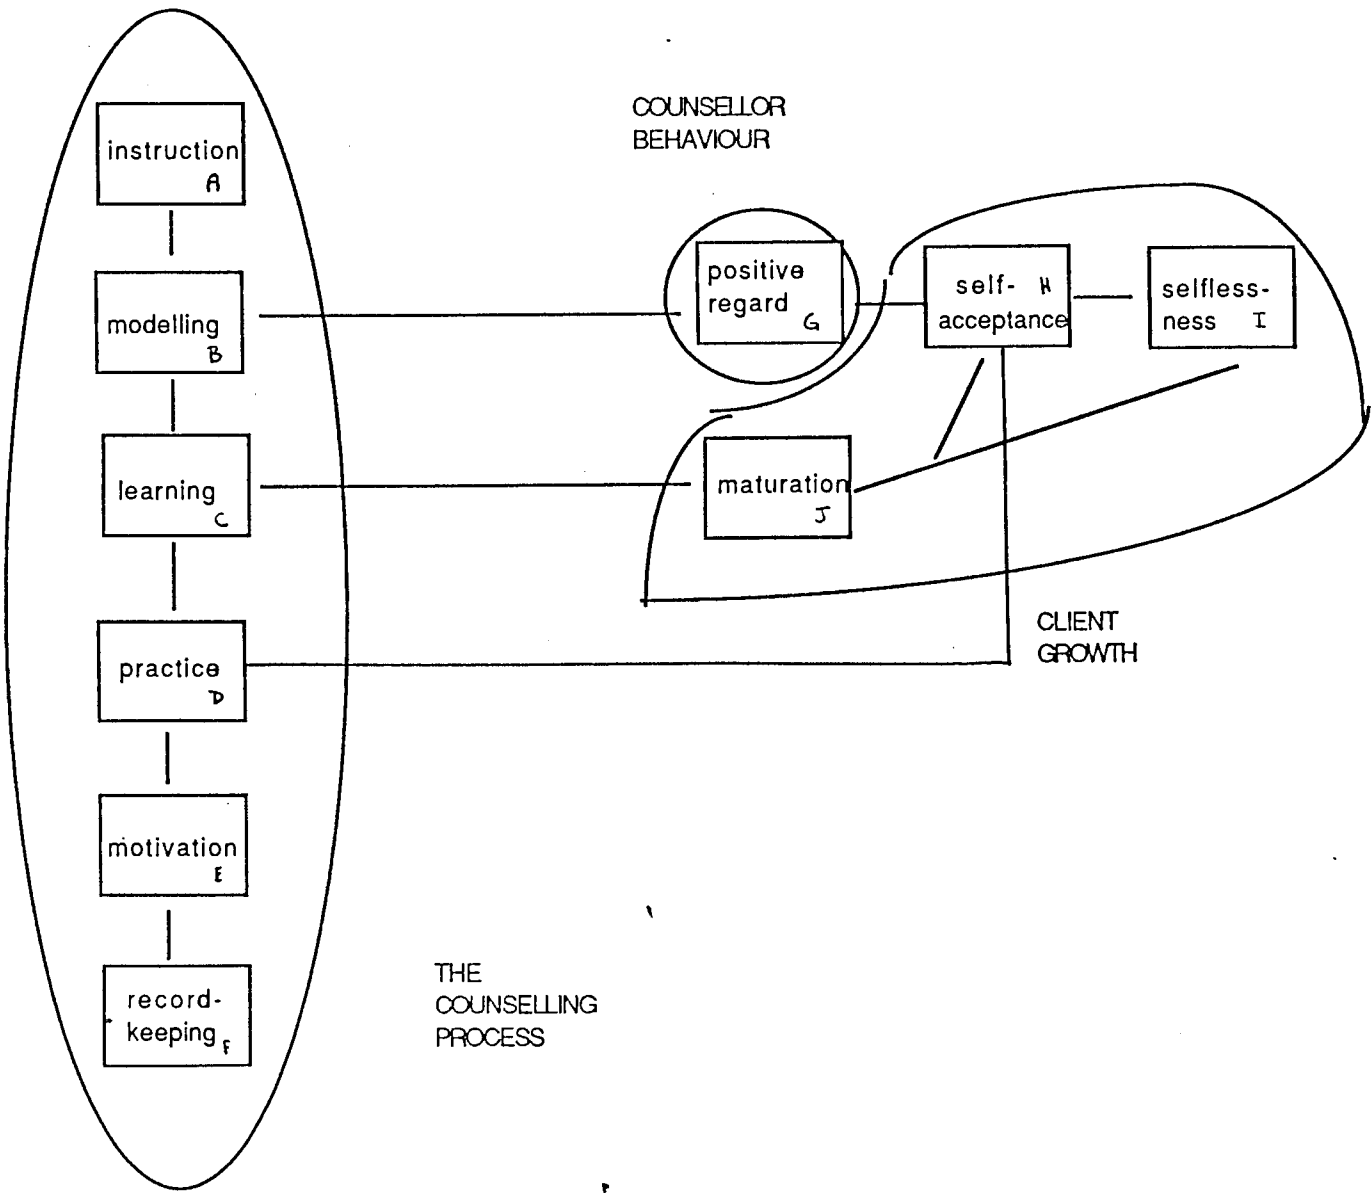 COUNSELLOR
BEHAVIOUR
instruction
A
modelling
B
positive
regard
G
self- H
acceptance
selfless-
ness I
learning
C
maturation
J
practice
D
CLIENT
GROWTH
motivation
E
record-
keeping F
THE
COUNSELLING
PROCESS